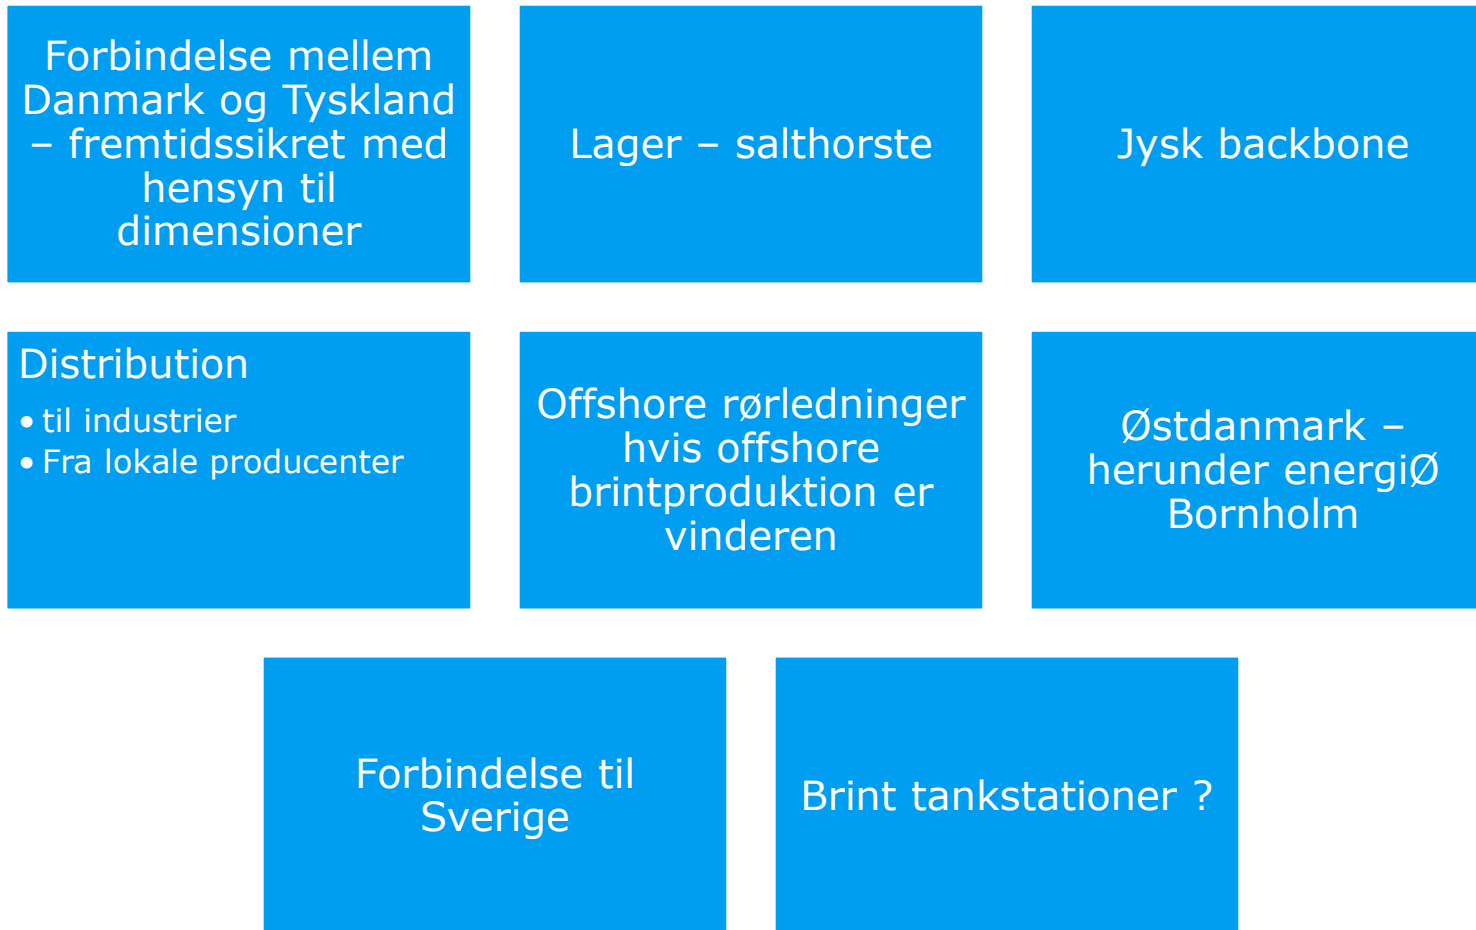 Forbindelse mellem
Danmark og Tyskland
– fremtidssikret med
hensyn til
dimensioner
Lager – salthorste
Jysk backbone
Distribution
• til industrier
• Fra lokale producenter
Offshore rørledninger
hvis offshore
brintproduktion er
vinderen
Østdanmark –
herunder energiØ
Bornholm
Forbindelse til
Sverige
Brint tankstationer ?